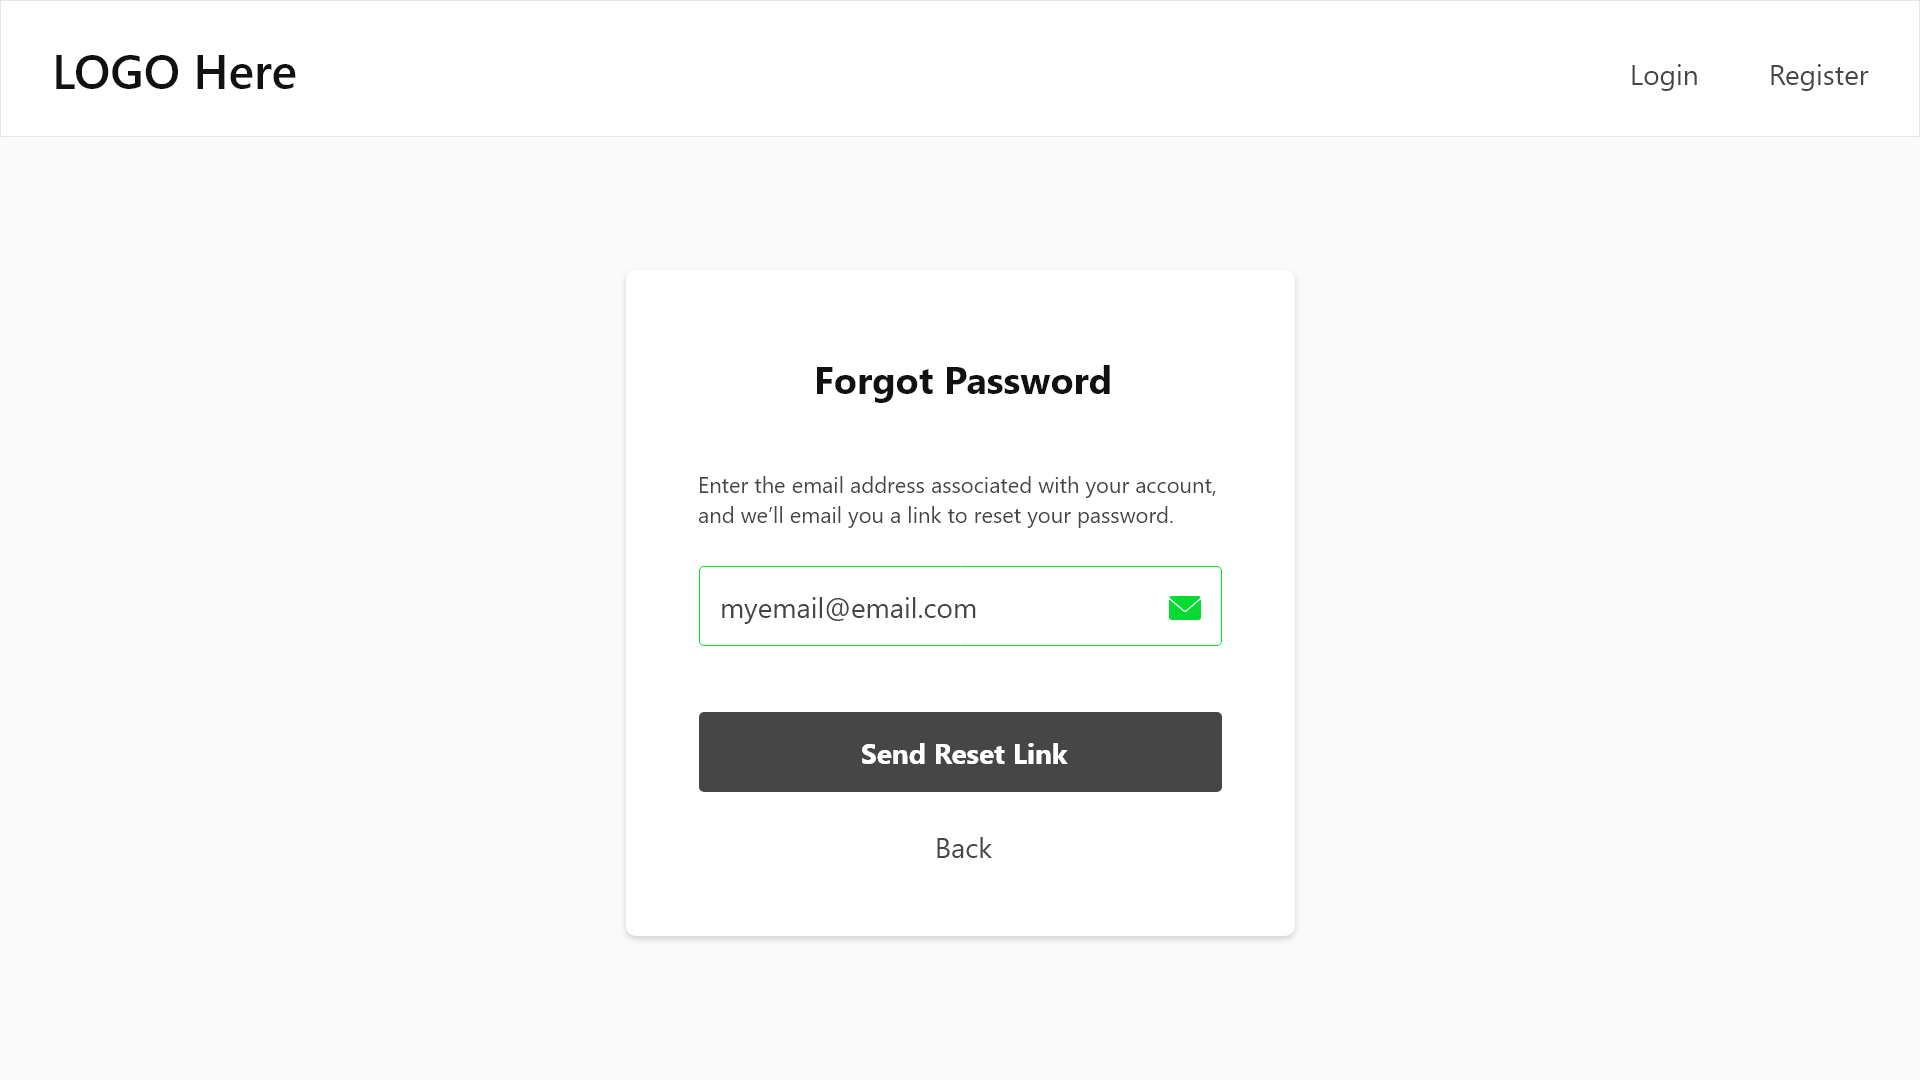 LOGO Here
Login
Register
Forgot Password
Enter the email address associated with your account,
and we’ll email you a link to reset your password.
myemail@email.com
Send Reset Link
Back